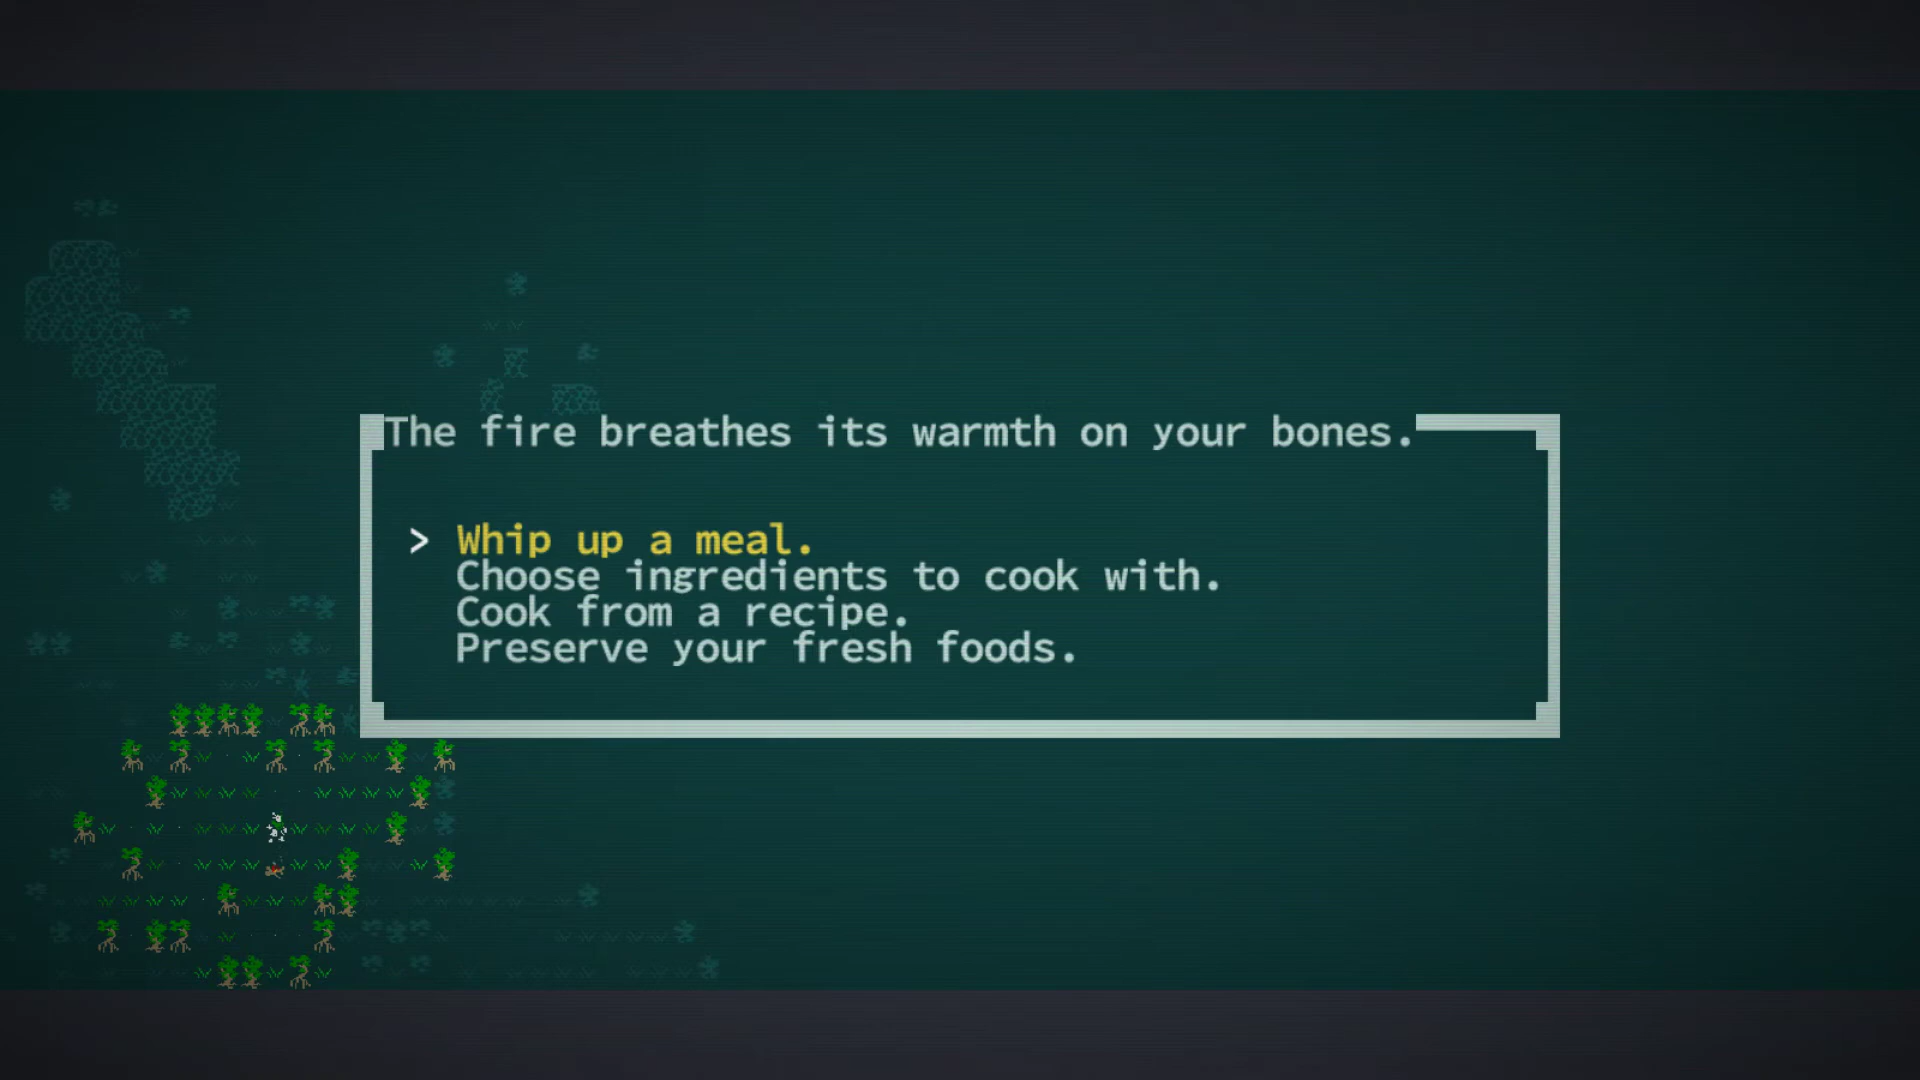 The fire breathes its warmth on your bones.
> Whip up a meal.
Choose ingredients to cook with.
Cook from a recipe.
Preserve your fresh foods.